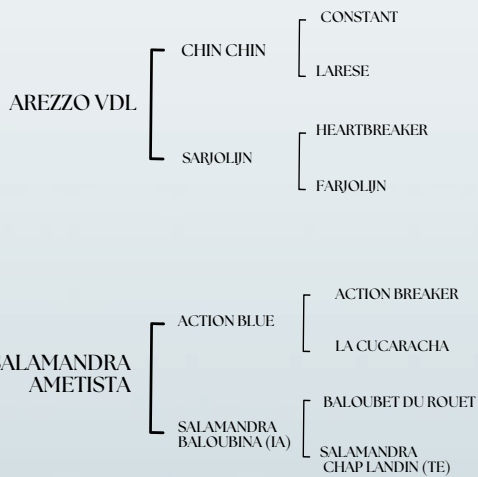 CONSTANT
CHIN CHIN
LARESE
AREZZO VDL
HEARTBREAKER
SARJOLIJN
FARJOLIJN
ACTION BREAKER
ACTION BLUE
LA CUCARACHA
SALAMANDRA
AMETISTA
BALOUBET DU ROUET
SALAMANDRA
BALOUBINA (IA)
SALAMANDRA
CHAP LANDIN (TE)